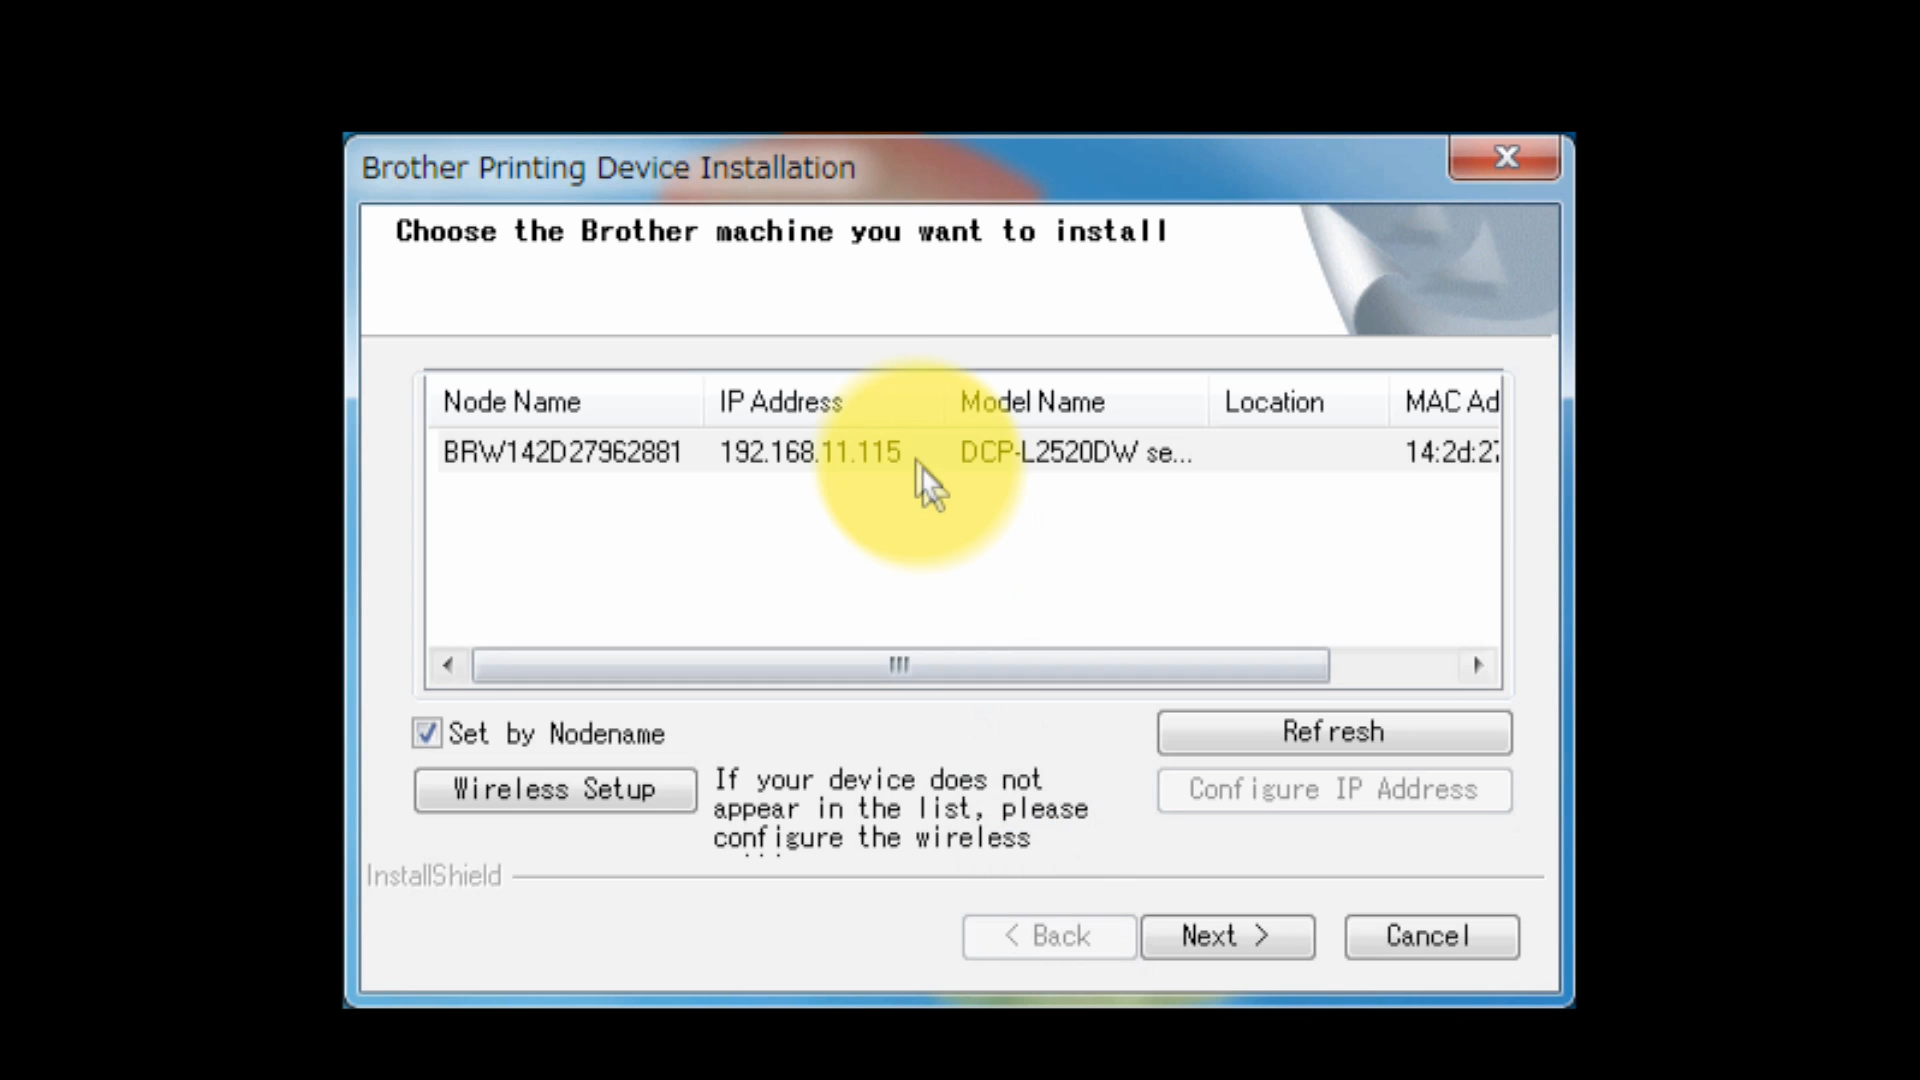 Brother Printing Device Installation
Choose the Brother machine you want to install
Node Name IP Address Model Name Location MAC Ad
BRW142D27962881 192.168.11.115 DCP-L2520DW se... 14:2d:27
Set by Nodename
Refresh
Wireless Setup
If your device does not
appear in the list, please
configure the wireless
Configure IP Address
InstallShield
< Back Next > Cancel